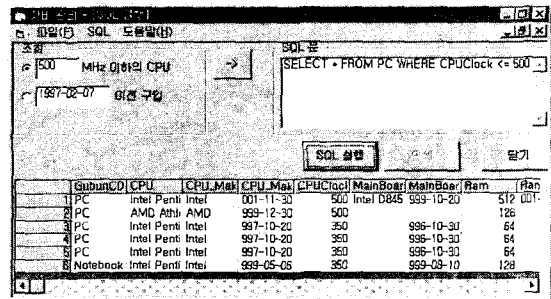 파일(F) SQL 도움말(H)
조회
500 MHz 이하의 CPU
1997-02-07 이전 구입
->
SQL 문
SELECT * FROM PC WHERE CPUClock <= 500
SQL 실행
닫기
GubunCD CPU CPU_Mak CPU_Mak CPUClocl MainBoar MainBoar Ram Ran
1 PC Intel Penti Intel 001-11-30 500 Intel D845 999-10-20 512 001-
2 PC AMD Athl AMD 999-12-30 500 128
3 PC Intel Penti Intel 997-10-20 350 996-10-30 64
4 PC Intel Penti Intel 997-10-20 350 996-10-30 64
5 PC Intel Penti Intel 997-10-20 350 996-10-30 64
6 Notebook Intel Penti Intel 999-05-05 350 999-09-10 128